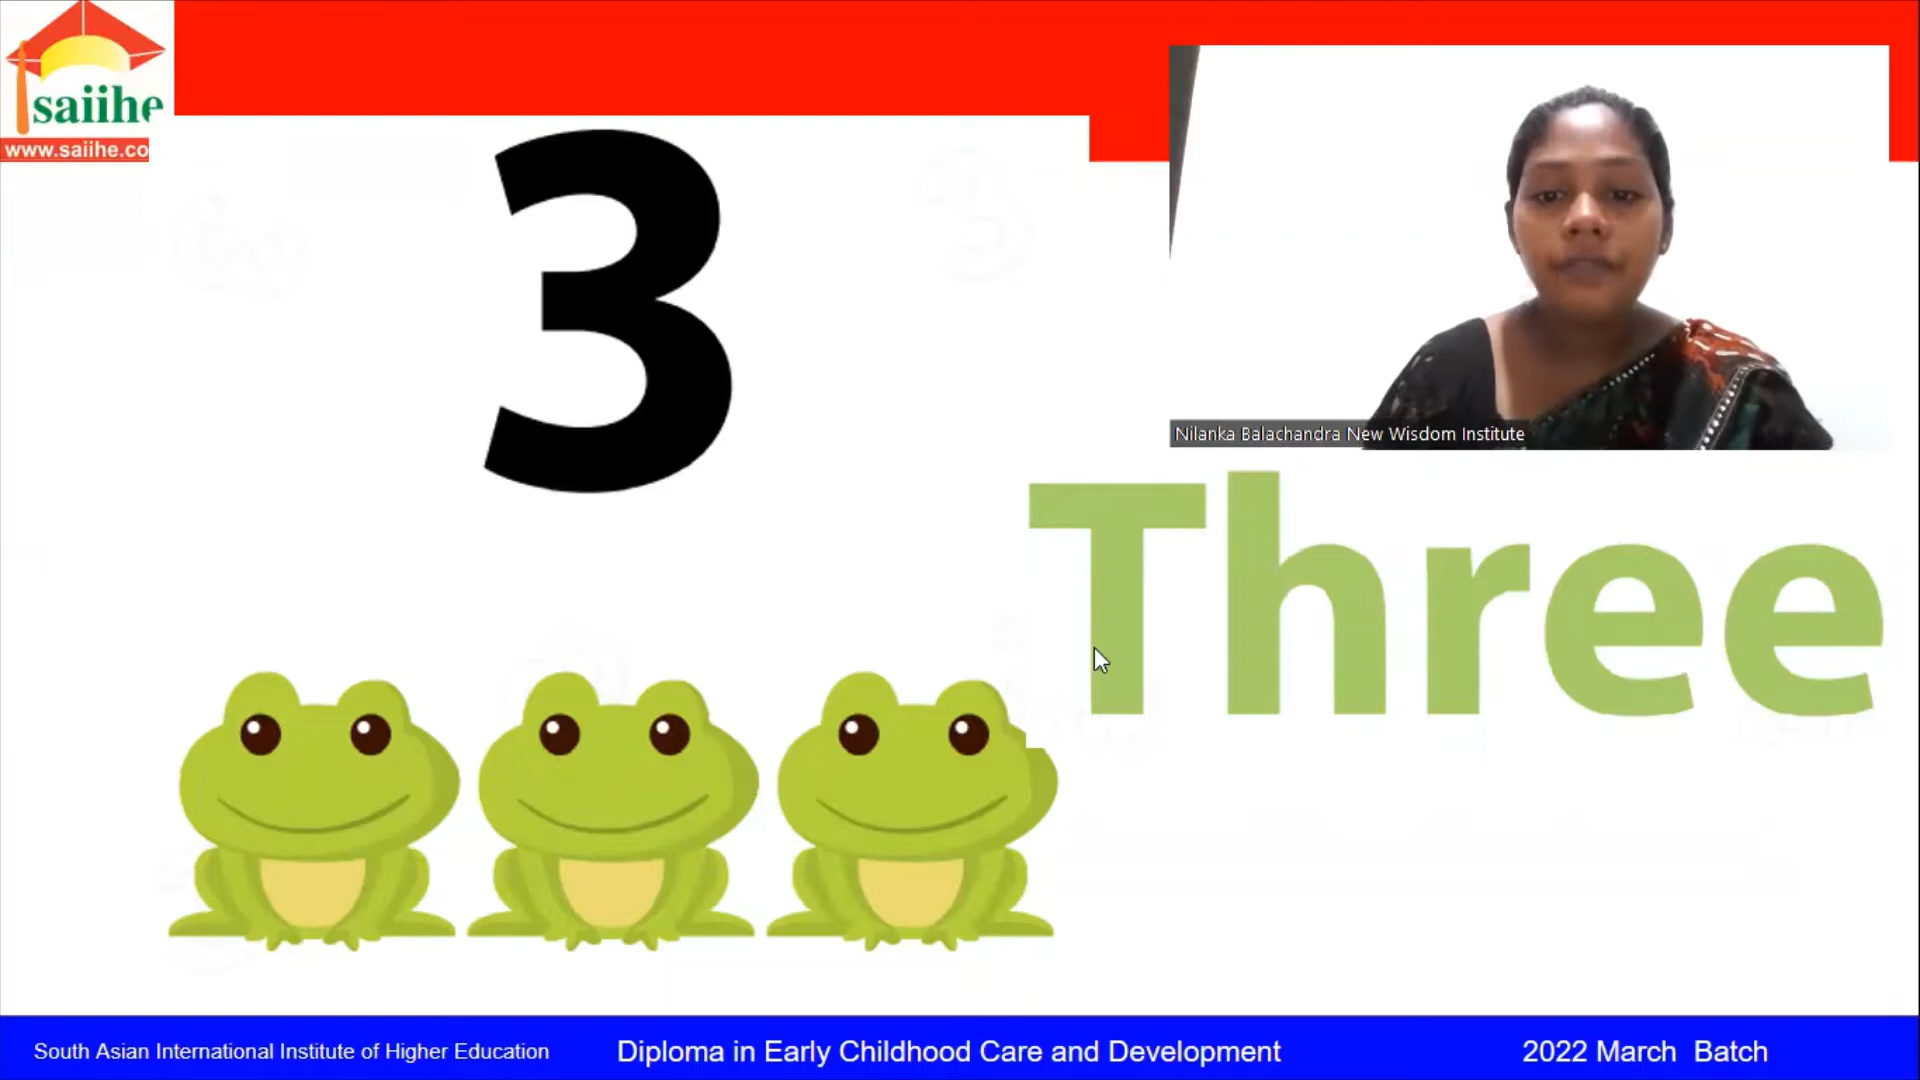 saiihe
www.saiihe.co
3
Nilanka Balachandra New Wisdom Institute
Three
South Asian International Institute of Higher Education
Diploma in Early Childhood Care and Development
2022 March Batch